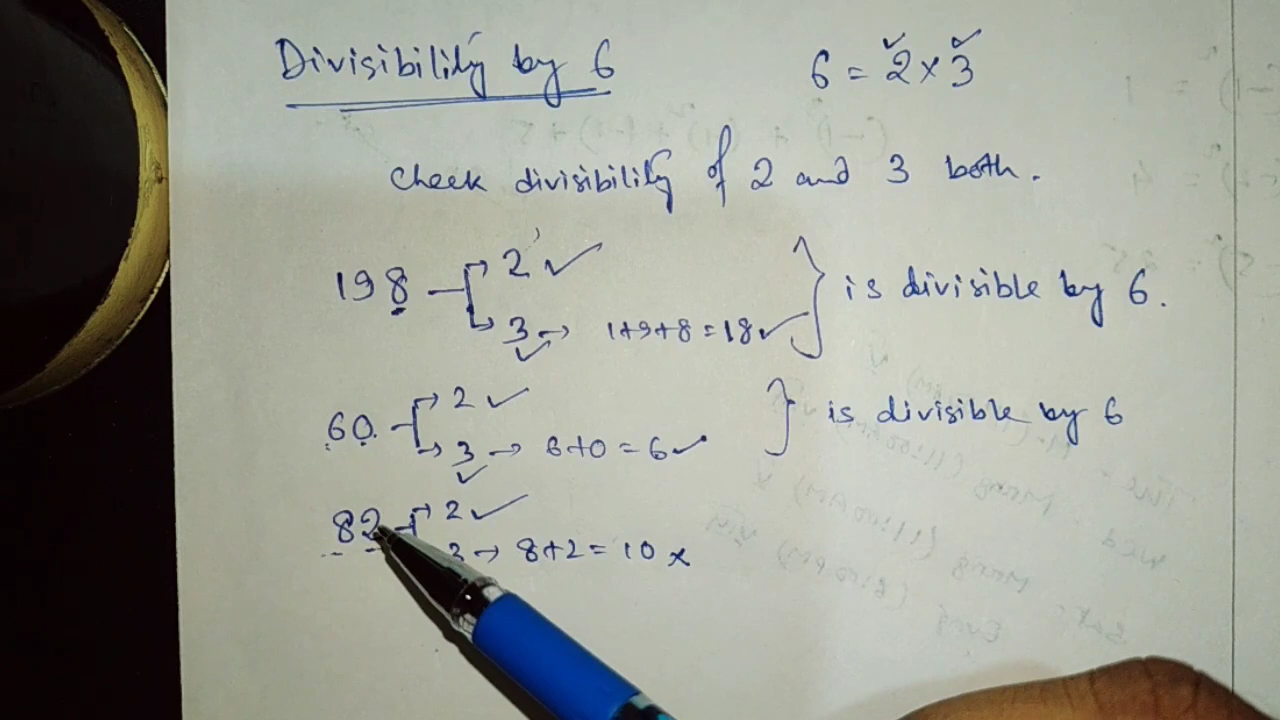 Divisibility by 6
6 = 2 × 3
Check divisibility of 2 and 3 both.
198 → 2 ✓
→ 3 → 1+9+8 = 18 ✓
} is divisible by 6.
60 → 2 ✓
→ 3 → 6+0 = 6 ✓
} is divisible by 6
82 → 2 ✓
3 → 8+2 = 10 ×